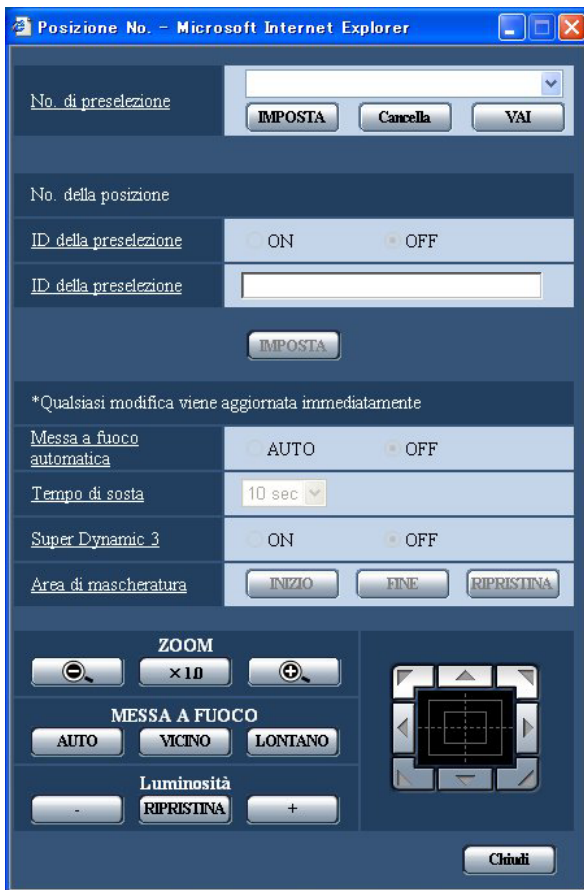 Posizione No. - Microsoft Internet Explorer
No. di preselezione
IMPOSTA Cancella VAI
No. della posizione
ID della preselezione ON OFF
ID della preselezione
IMPOSTA
*Qualsiasi modifica viene aggiornata immediatamente
Messa a fuoco
automatica
AUTO OFF
Tempo di sosta 10 sec
Super Dynamic 3 ON OFF
Area di mascheratura INIZIO FINE RIPRISTINA
ZOOM
×1.0
MESSA A FUOCO
AUTO VICINO LONTANO
Luminosità
- RIPRISTINA +
Chiudi